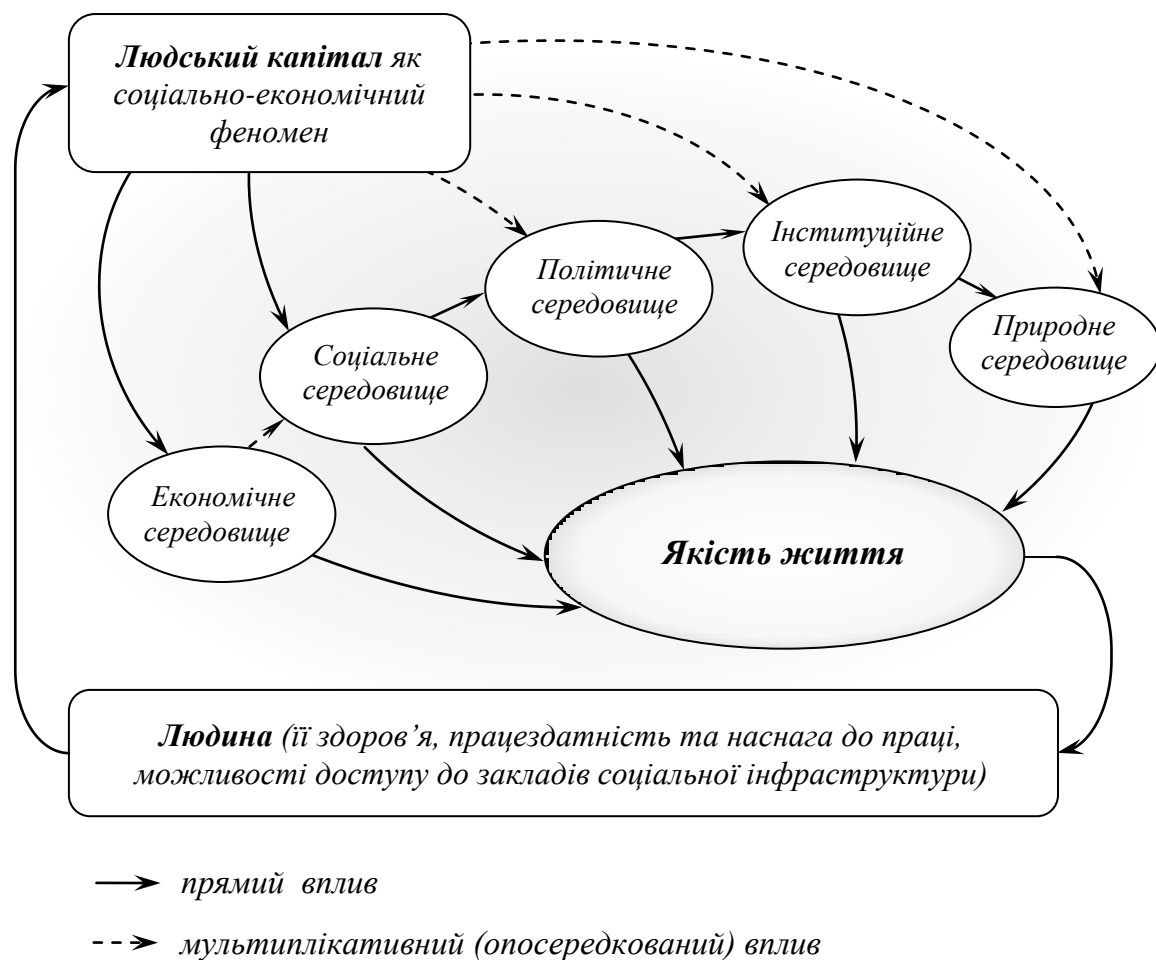 Людський капітал як
соціально-економічний
феномен
Інституційне
середовище
Політичне
середовище
Природне
середовище
Соціальне
середовище
Економічне
середовище
Якість життя
Людина (її здоров’я, працездатність та наснага до праці,
можливості доступу до закладів соціальної інфраструктури)
прямий вплив
мультиплікативний (опосередкований) вплив